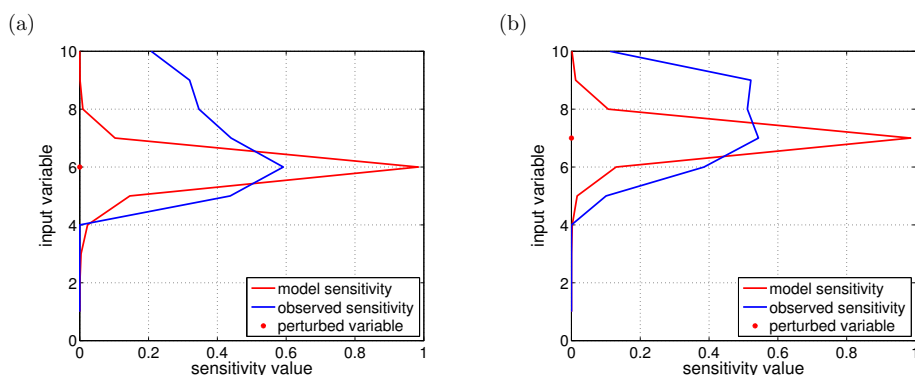 (a)
10
8
6
4
2
0
input variable
0
0.2
0.4
0.6
0.8
1
sensitivity value
model sensitivity
observed sensitivity
perturbed variable
(b)
10
8
6
4
2
0
input variable
0
0.2
0.4
0.6
0.8
1
sensitivity value
model sensitivity
observed sensitivity
perturbed variable